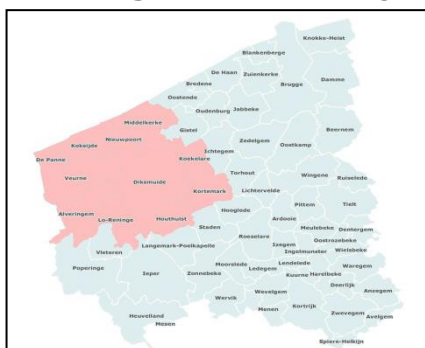 Knokke-Heist
Blankenberge
De Haan
Zuienkerke
Damme
Bredene
Brugge
Oostende
Oudenburg
Jabbeke
Middelkerke
Gistel
Beernem
Nieuwpoort
Zedelgem
Oostkamp
Koksijde
Ichtegem
De Panne
Koekelare
Torhout
Wingene
Ruiselede
Veurne
Diksmuide
Kortemark
Lichtervelde
Pittem
Tielt
Alveringem
Lo-Reninge
Houthulst
Hooglede
Ardooie
Staden
Meulebeke
Dentergem
Roeselare
Oostrozebeke
Langemark-Poelkapelle
Izegem
Vleteren
Ingelmunster
Wielsbeke
Moorslede
Lendelede
Waregem
Poperinge
Ieper
Zonnebeke
Ledegem
Kuurne
Harelbeke
Deerlijk
Wevelgem
Anzegem
Wervik
Menen
Kortrijk
Zwevegem
Heuvelland
Avelgem
Mesen
Spiere-Helkijn